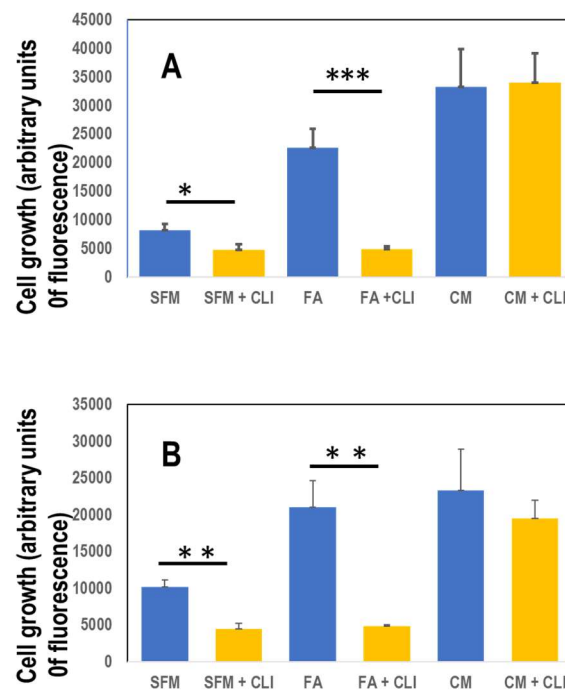 Cell growth (arbitrary units
0f fluorescence)
45000
40000
35000
30000
25000
20000
15000
10000
5000
0
A
*
***
SFM SFM + CLI FA FA +CLI CM CM + CLI
Cell growth (arbitrary units
0f fluorescence)
35000
30000
25000
20000
15000
10000
5000
0
B
* *
* *
SFM SFM + CLI FA FA + CLI CM CM + CLI